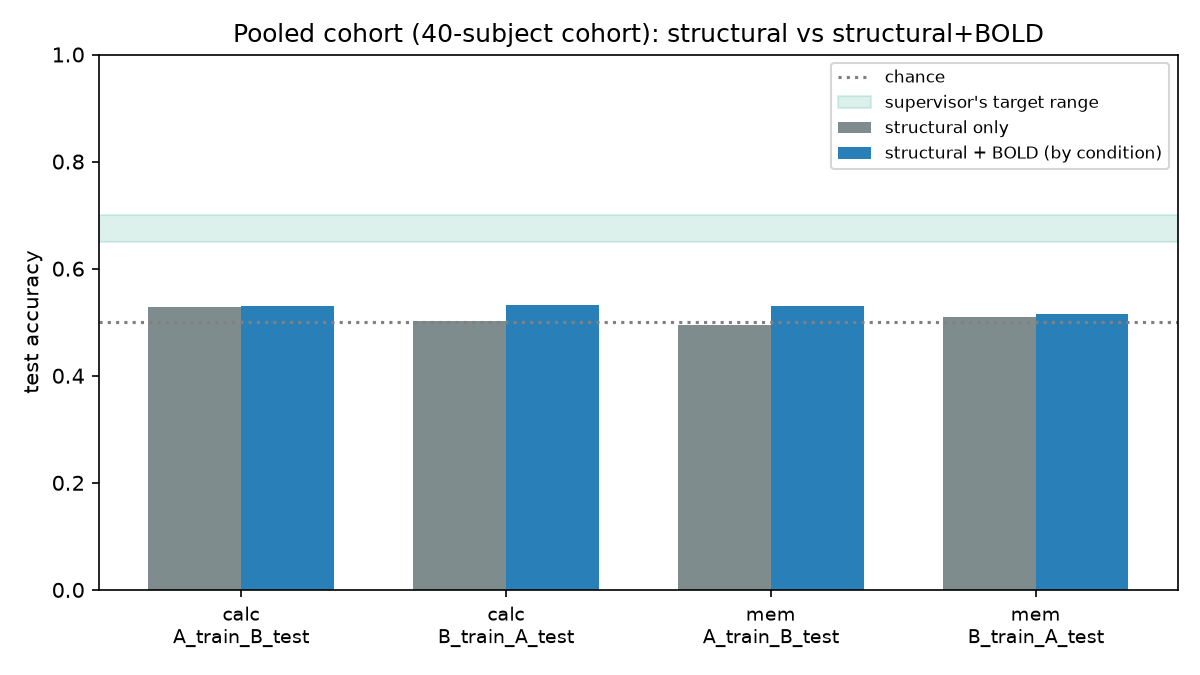 Pooled cohort (40-subject cohort): structural vs structural+BOLD
chance
supervisor's target range
structural only
structural + BOLD (by condition)
test accuracy
1.0
0.8
0.6
0.4
0.2
0.0
calc
A_train_B_test
calc
B_train_A_test
mem
A_train_B_test
mem
B_train_A_test